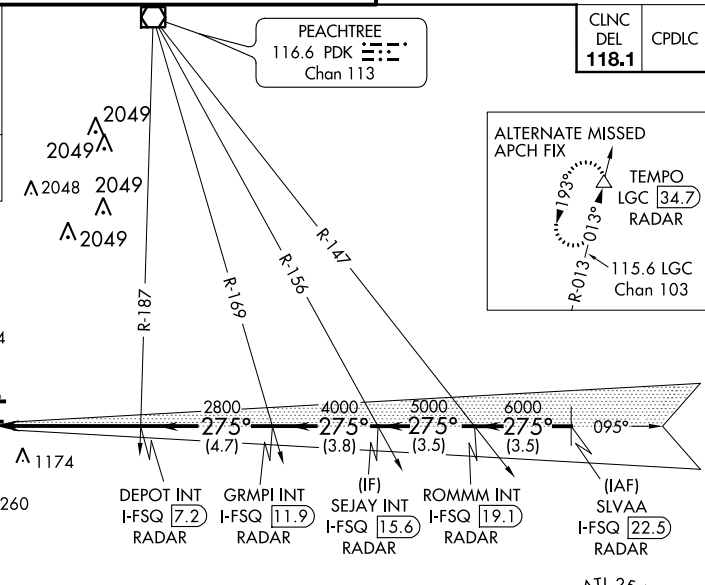 PEACHTREE
116.6 PDK
Chan 113
CLNC
DEL
118.1
CPDLC
2049
2049
2048
2049
2049
ALTERNATE MISSED
APCH FIX
TEMPO
LGC 34.7
RADAR
193°
013°
R-013
115.6 LGC
Chan 103
R-187
R-169
R-156
R-147
4
2800
4000
5000
6000
275°
275°
275°
275°
095°
(4.7)
(3.8)
(3.5)
(3.5)
1174
260
DEPOT INT
I-FSQ 7.2
RADAR
GRMPI INT
I-FSQ 11.9
RADAR
(IF)
SEJAY INT
I-FSQ 15.6
RADAR
ROMMM INT
I-FSQ 19.1
RADAR
(IAF)
SLVAA
I-FSQ 22.5
RADAR